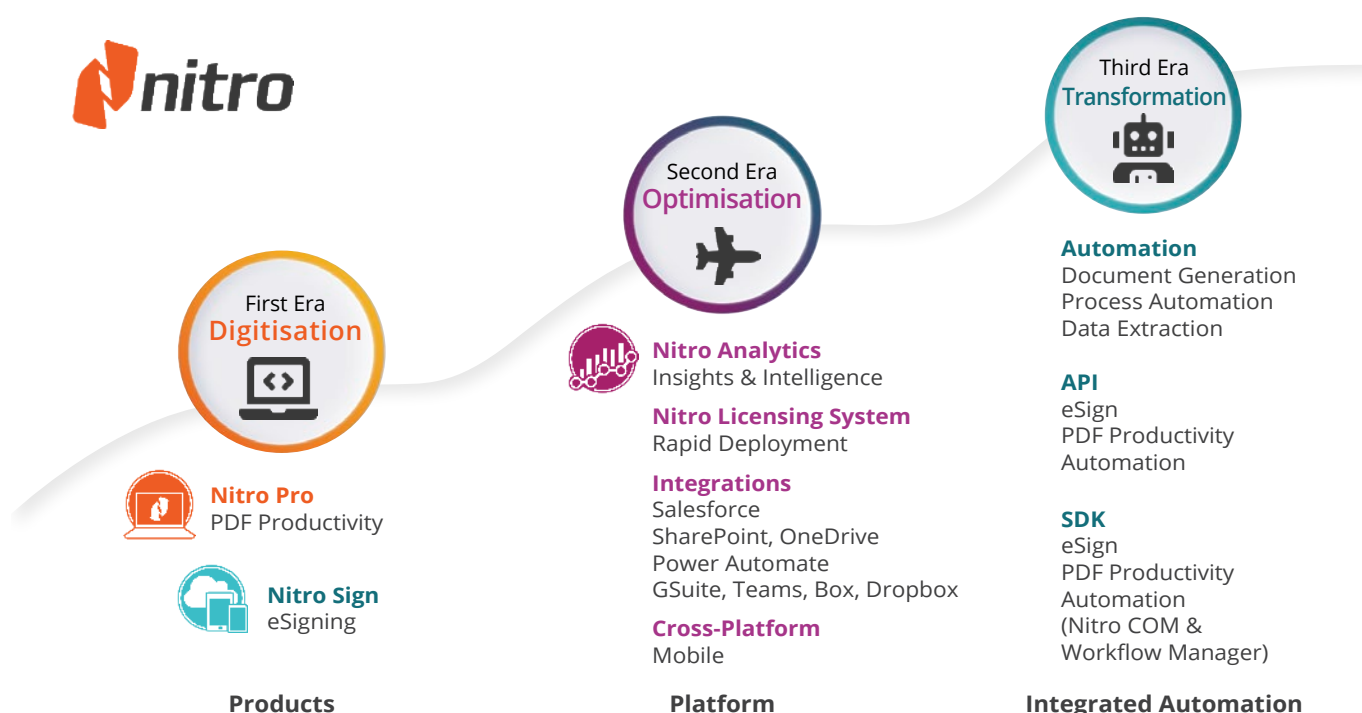 nitro
First Era
Digitisation
Nitro Pro
PDF Productivity
Nitro Sign
eSigning
Products
Second Era
Optimisation
Nitro Analytics
Insights & Intelligence
Nitro Licensing System
Rapid Deployment
Integrations
Salesforce
SharePoint, OneDrive
Power Automate
GSuite, Teams, Box, Dropbox
Cross-Platform
Mobile
Platform
Third Era
Transformation
Automation
Document Generation
Process Automation
Data Extraction
API
eSign
PDF Productivity
Automation
SDK
eSign
PDF Productivity
Automation
(Nitro COM &
Workflow Manager)
Integrated Automation